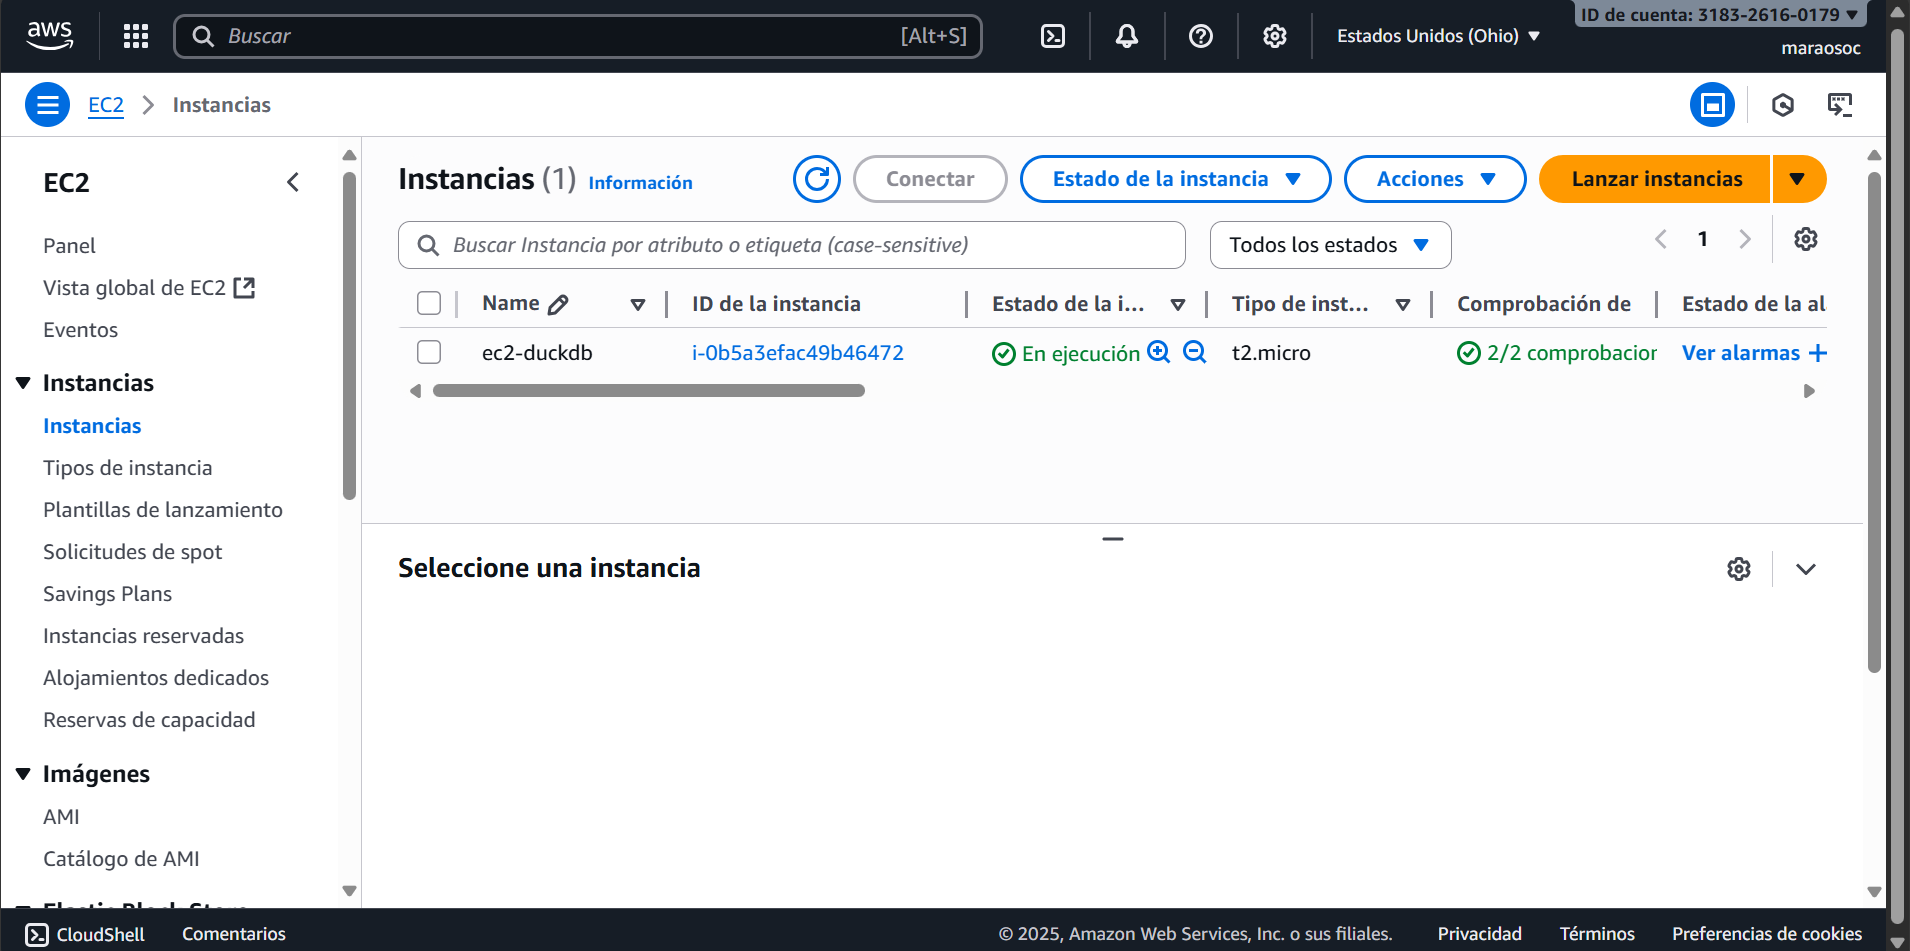 aws
Buscar
[Alt+S]
Estados Unidos (Ohio)
ID de cuenta: 3183-2616-0179
maraosoc
EC2
Instancias
EC2
Panel
Vista global de EC2
Eventos
Instancias
Instancias
Tipos de instancia
Plantillas de lanzamiento
Solicitudes de spot
Savings Plans
Instancias reservadas
Alojamientos dedicados
Reservas de capacidad
Imágenes
AMI
Catálogo de AMI
Elastic Block Store
Instancias (1) Información
Conectar
Estado de la instancia
Acciones
Lanzar instancias
Buscar Instancia por atributo o etiqueta (case-sensitive)
Todos los estados
1
Name ID de la instancia Estado de la i... Tipo de inst... Comprobación de Estado de la al
ec2-duckdb i-0b5a3efac49b46472 En ejecución t2.micro 2/2 comprobacior Ver alarmas +
Seleccione una instancia
CloudShell
Comentarios
© 2025, Amazon Web Services, Inc. o sus filiales.
Privacidad
Términos
Preferencias de cookies